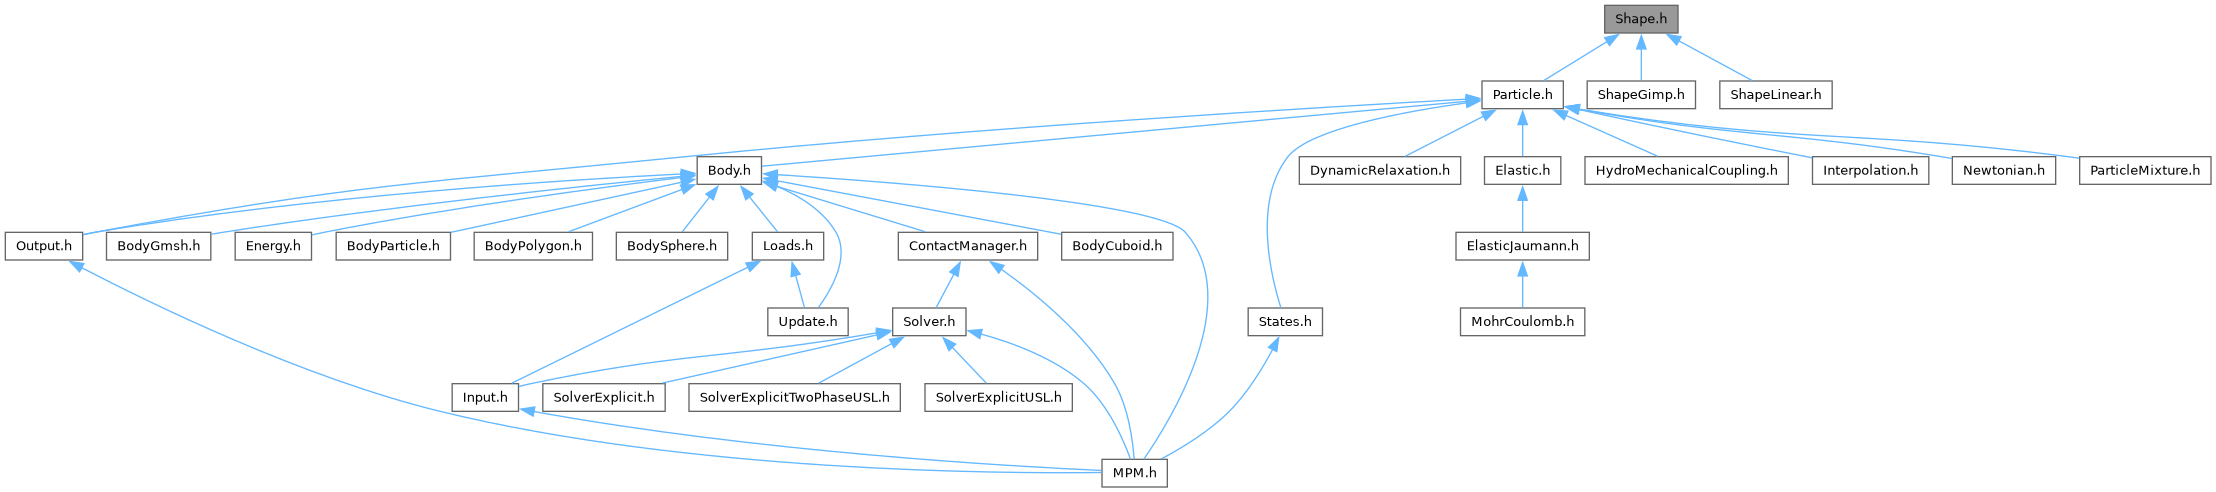 Shape.h
Particle.h
ShapeGimp.h
ShapeLinear.h
Body.h
DynamicRelaxation.h
Elastic.h
HydroMechanicalCoupling.h
Interpolation.h
Newtonian.h
ParticleMixture.h
Output.h
BodyGmsh.h
Energy.h
BodyParticle.h
BodyPolygon.h
BodySphere.h
Loads.h
ContactManager.h
BodyCuboid.h
ElasticJaumann.h
Update.h
Solver.h
States.h
MohrCoulomb.h
Input.h
SolverExplicit.h
SolverExplicitTwoPhaseUSL.h
SolverExplicitUSL.h
MPM.h